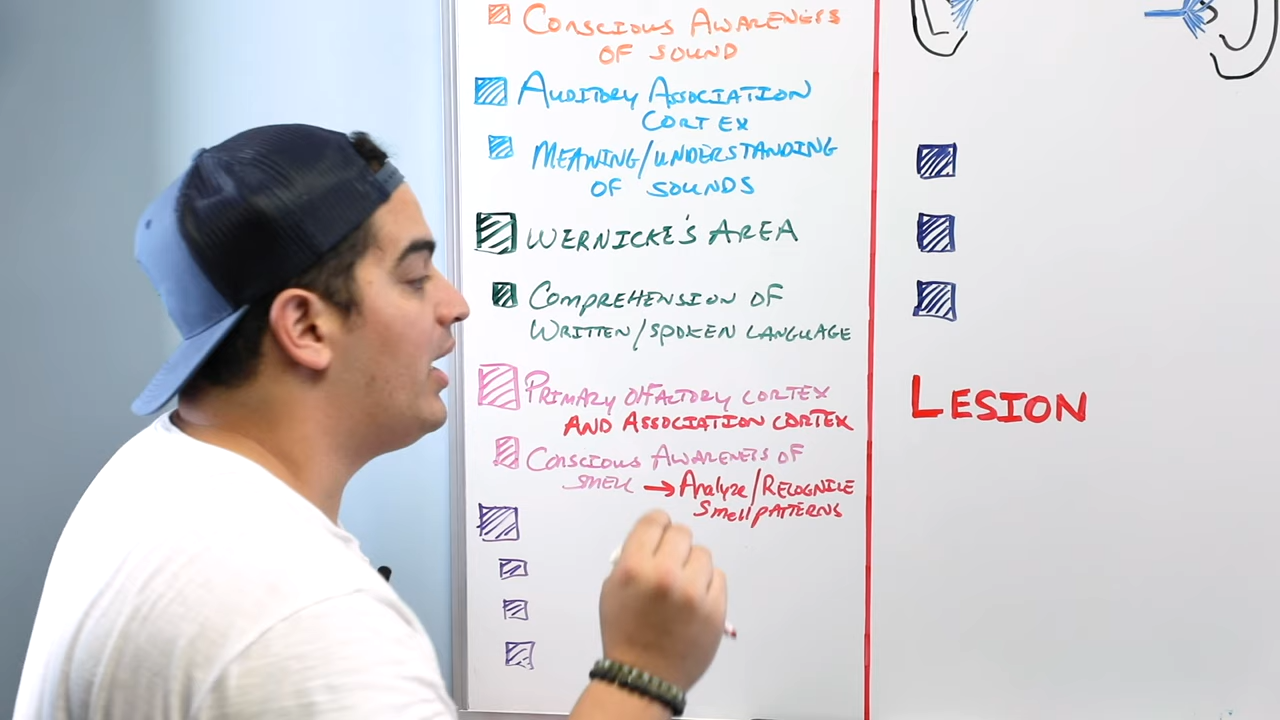 CONSCIOUS AWARENESS
OF SOUND
AUDITORY ASSOCIATION
CORTEX
MEANING/UNDERSTANDING
OF SOUNDS
WERNICKE'S AREA
COMPREHENSION OF
WRITTEN/SPOKEN LANGUAGE
PRIMARY OLFACTORY CORTEX
AND ASSOCIATION CORTEX
CONSCIOUS AWARENESS OF
SMELL → Analyze/RECOGNIZE
Smell PATTERNS
LESION